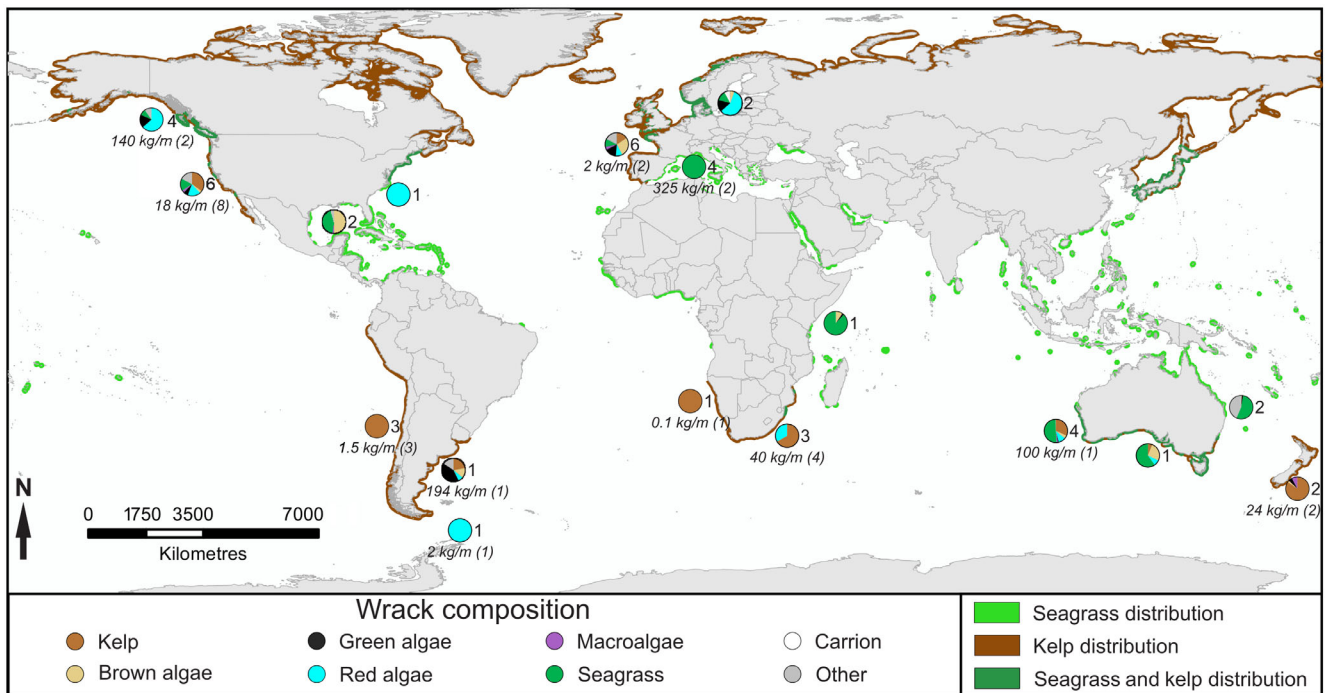 2
4
140 kg/m (2)
6
2 kg/m (2)
4
325 kg/m (2)
6
18 kg/m (8)
1
2
1
1
0.1 kg/m (1)
3
1.5 kg/m (3)
3
40 kg/m (4)
2
4
100 kg/m (1)
1
1
194 kg/m (1)
2
24 kg/m (2)
1
2 kg/m (1)
N
0 1750 3500 7000
Kilometres
Wrack composition
Kelp Green algae Macroalgae Carrion
Brown algae Red algae Seagrass Other
Seagrass distribution
Kelp distribution
Seagrass and kelp distribution